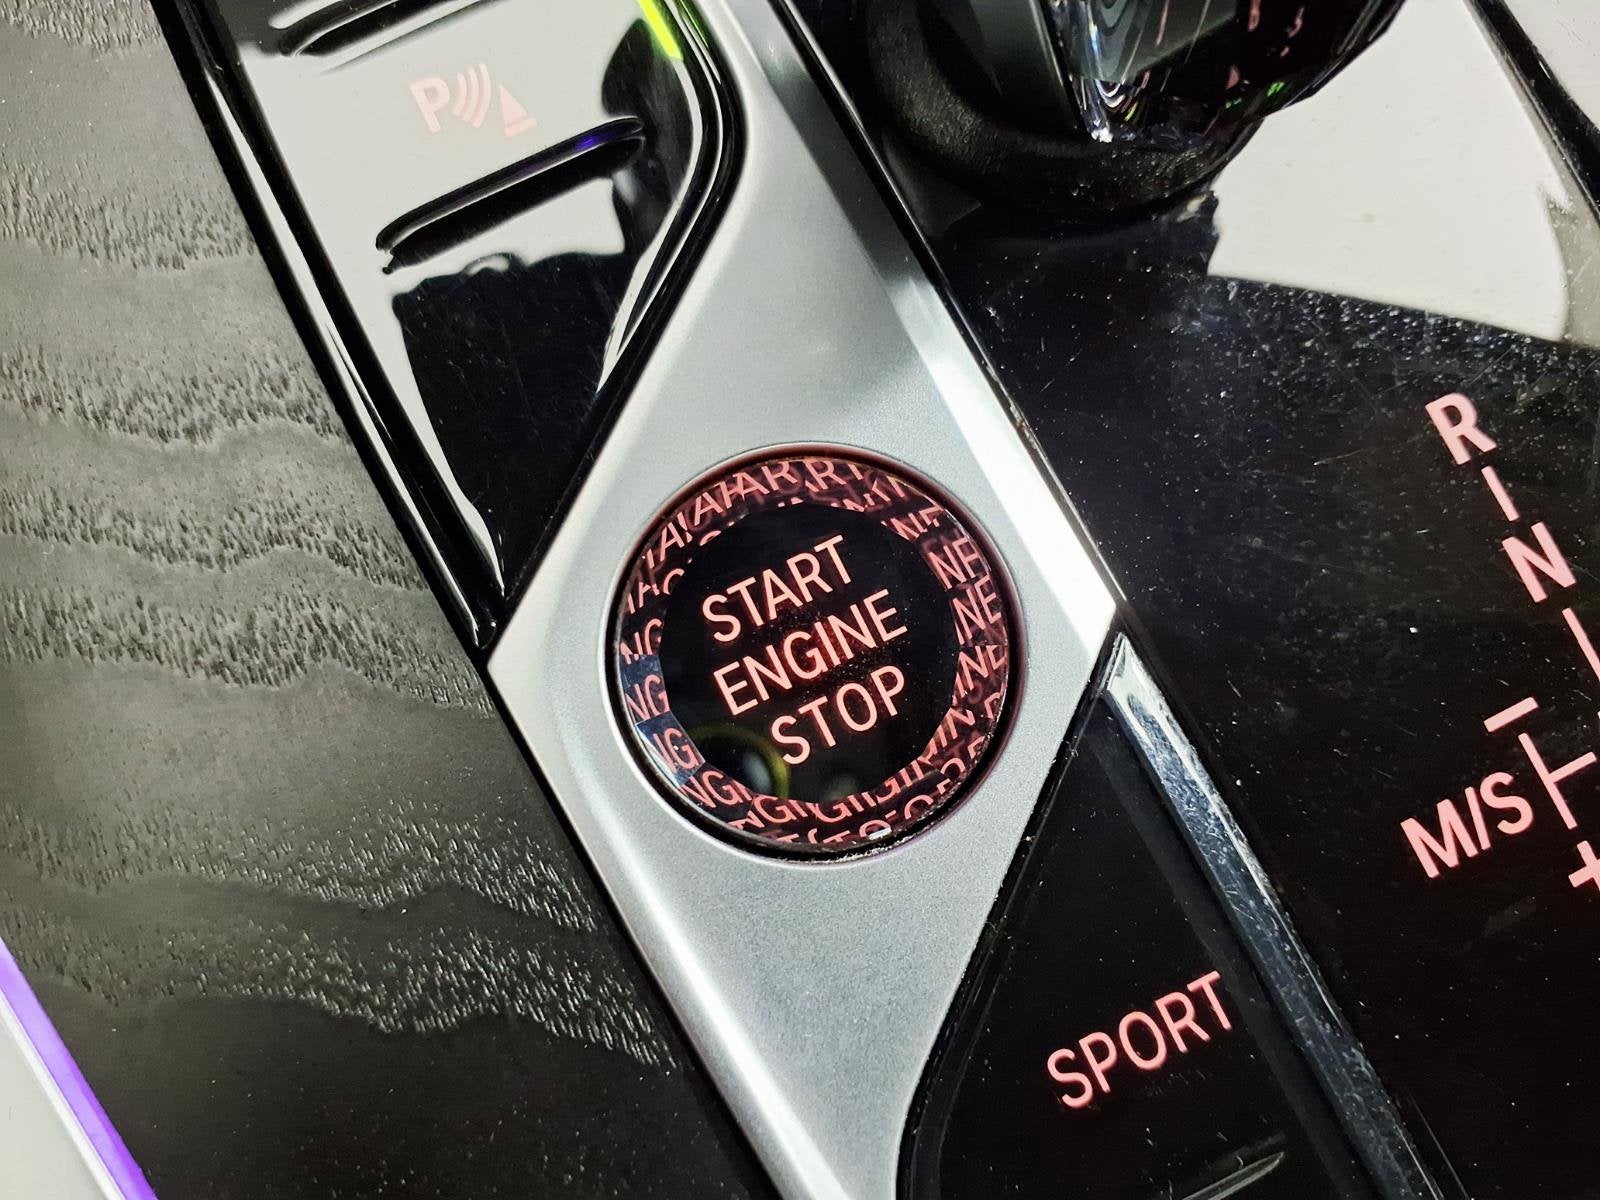 P
START
ENGINE
STOP
R
N
M/S
−
+
SPORT